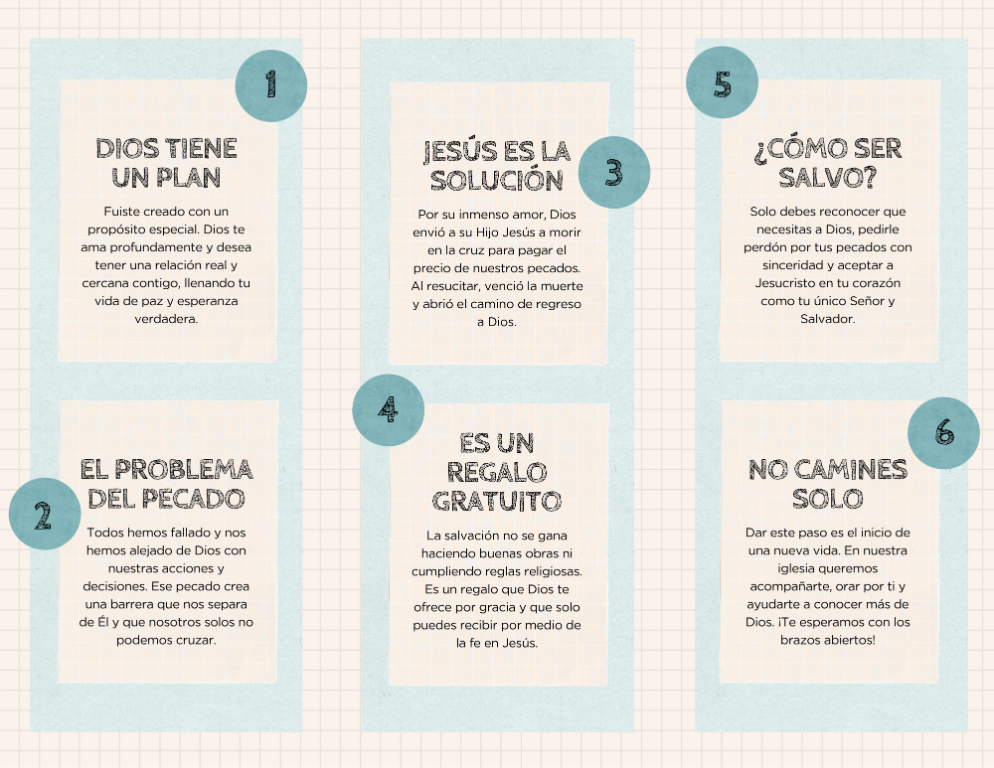 1
DIOS TIENE
UN PLAN
Fuiste creado con un
propósito especial. Dios te
ama profundamente y desea
tener una relación real y
cercana contigo, llenando tu
vida de paz y esperanza
verdadera.
2
EL PROBLEMA
DEL PECADO
Todos hemos fallado y nos
hemos alejado de Dios con
nuestras acciones y
decisiones. Ese pecado crea
una barrera que nos separa
de Él y que nosotros solos no
podemos cruzar.
3
JESÚS ES LA
SOLUCIÓN
Por su inmenso amor, Dios
envió a su Hijo Jesús a morir
en la cruz para pagar el
precio de nuestros pecados.
Al resucitar, venció la muerte
y abrió el camino de regreso
a Dios.
4
ES UN
REGALO
GRATUITO
La salvación no se gana
haciendo buenas obras ni
cumpliendo reglas religiosas.
Es un regalo que Dios te
ofrece por gracia y que solo
puedes recibir por medio de
la fe en Jesús.
5
¿CÓMO SER
SALVO?
Solo debes reconocer que
necesitas a Dios, pedirle
perdón por tus pecados con
sinceridad y aceptar a
Jesucristo en tu corazón
como tu único Señor y
Salvador.
6
NO CAMINES
SOLO
Dar este paso es el inicio de
una nueva vida. En nuestra
iglesia queremos
acompañarte, orar por ti y
ayudarte a conocer más de
Dios. ¡Te esperamos con los
brazos abiertos!